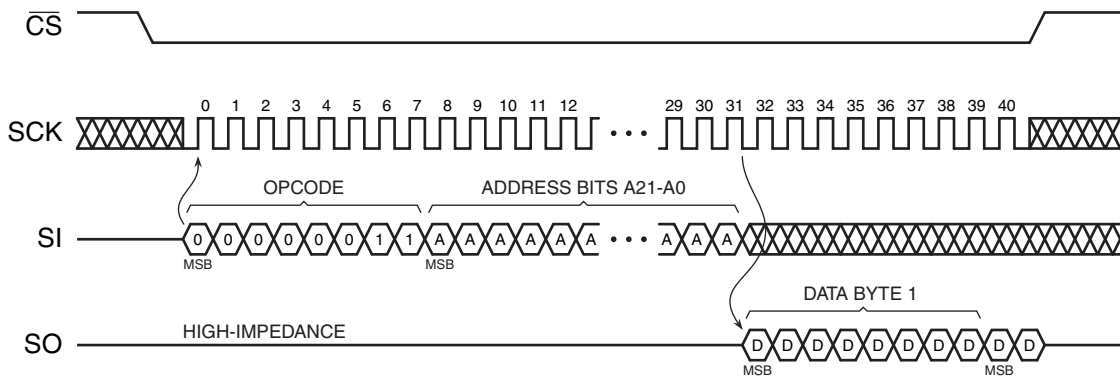 CS
0 1 2 3 4 5 6 7 8 9 10 11 12 29 30 31 32 33 34 35 36 37 38 39 40
SCK
OPCODE ADDRESS BITS A21-A0
SI 0 0 0 0 0 0 1 1 A A A A A A A A A
MSB MSB
DATA BYTE 1
HIGH-IMPEDANCE
SO D D D D D D D D D D
MSB MSB